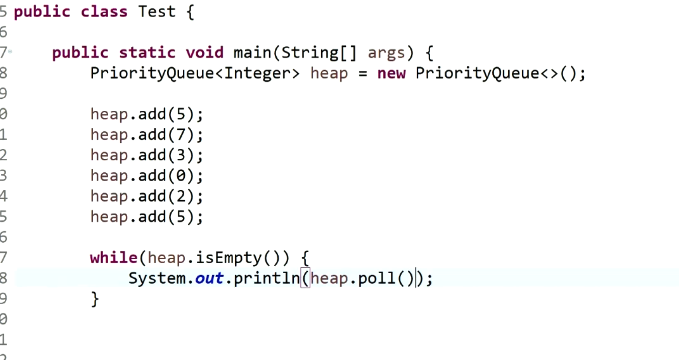 5 public class Test {
6
7 public static void main(String[] args) {
8 PriorityQueue<Integer> heap = new PriorityQueue<>();
9
0 heap.add(5);
1 heap.add(7);
2 heap.add(3);
3 heap.add(0);
4 heap.add(2);
5 heap.add(5);
6
7 while(heap.isEmpty()) {
8 System.out.println(heap.poll());
9 }
0
1
2